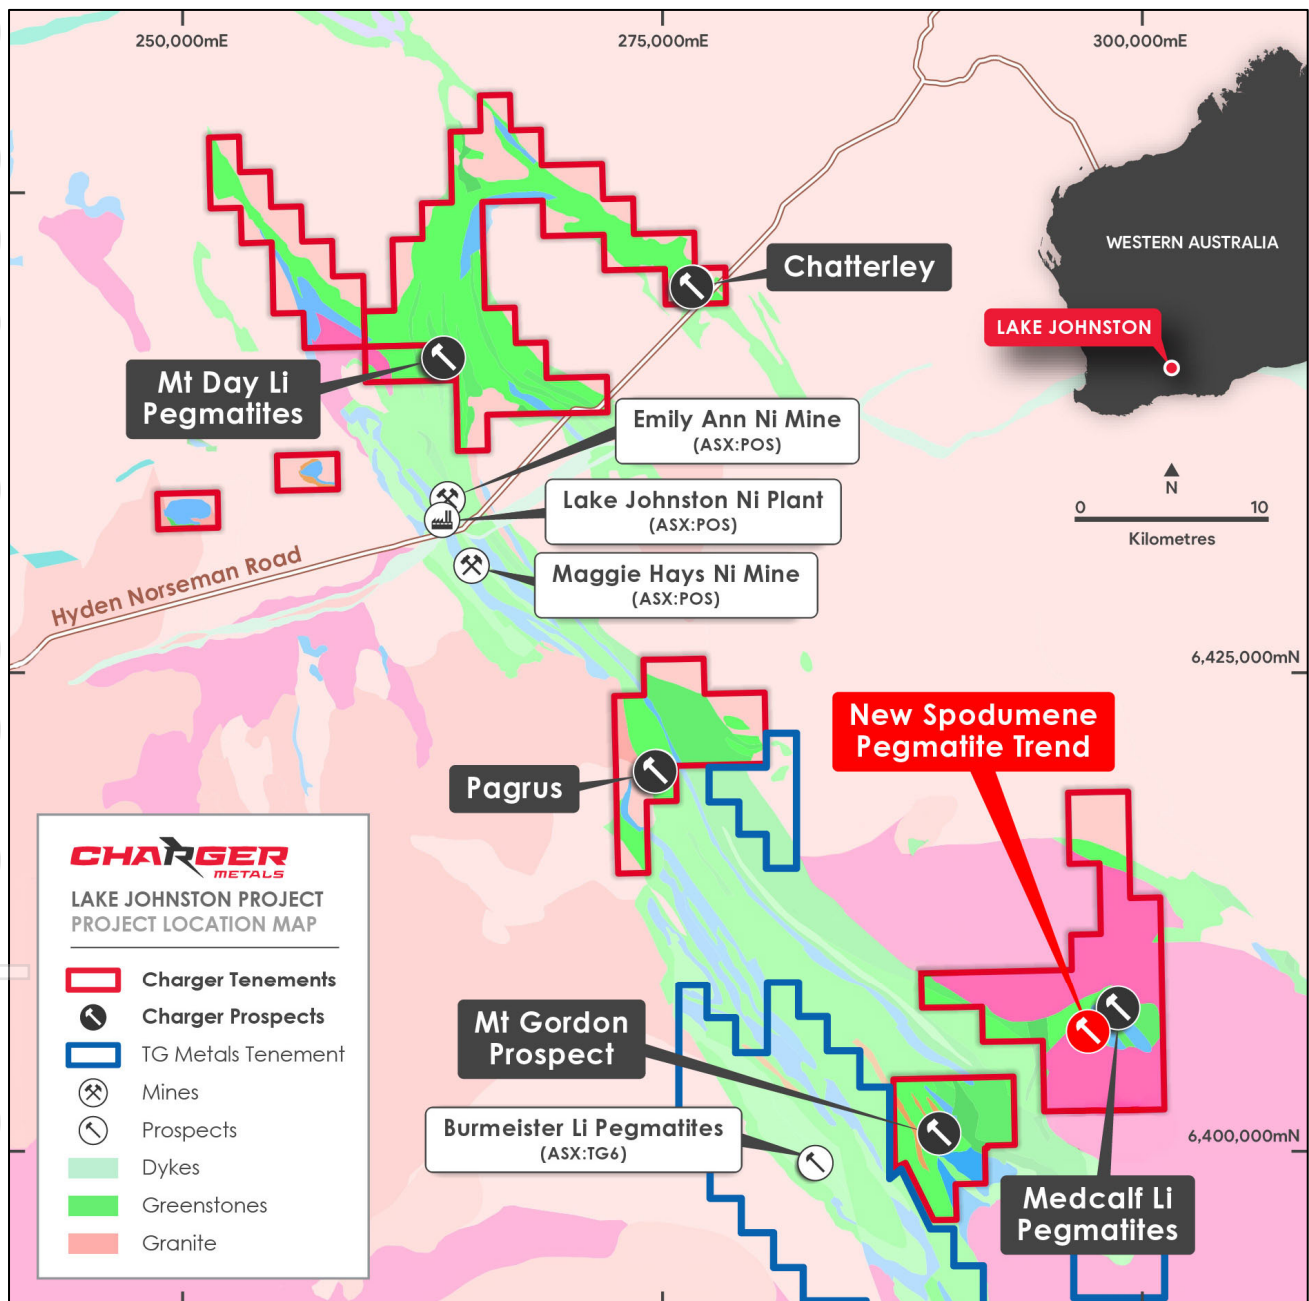 250,000mE
275,000mE
300,000mE
WESTERN AUSTRALIA
Chatterley
LAKE JOHNSTON
Mt Day Li
Pegmatites
Emily Ann Ni Mine
(ASX:POS)
N
0
10
Kilometres
Lake Johnston Ni Plant
(ASX:POS)
Maggie Hays Ni Mine
(ASX:POS)
Hyden Norseman Road
6,425,000mN
New Spodumene
Pegmatite Trend
Pagrus
CHARGER
METALS
LAKE JOHNSTON PROJECT
PROJECT LOCATION MAP
Charger Tenements
Charger Prospects
TG Metals Tenement
Mines
Prospects
Dykes
Greenstones
Granite
Mt Gordon
Prospect
Burmeister Li Pegmatites
(ASX:TG6)
6,400,000mN
Medcalf Li
Pegmatites